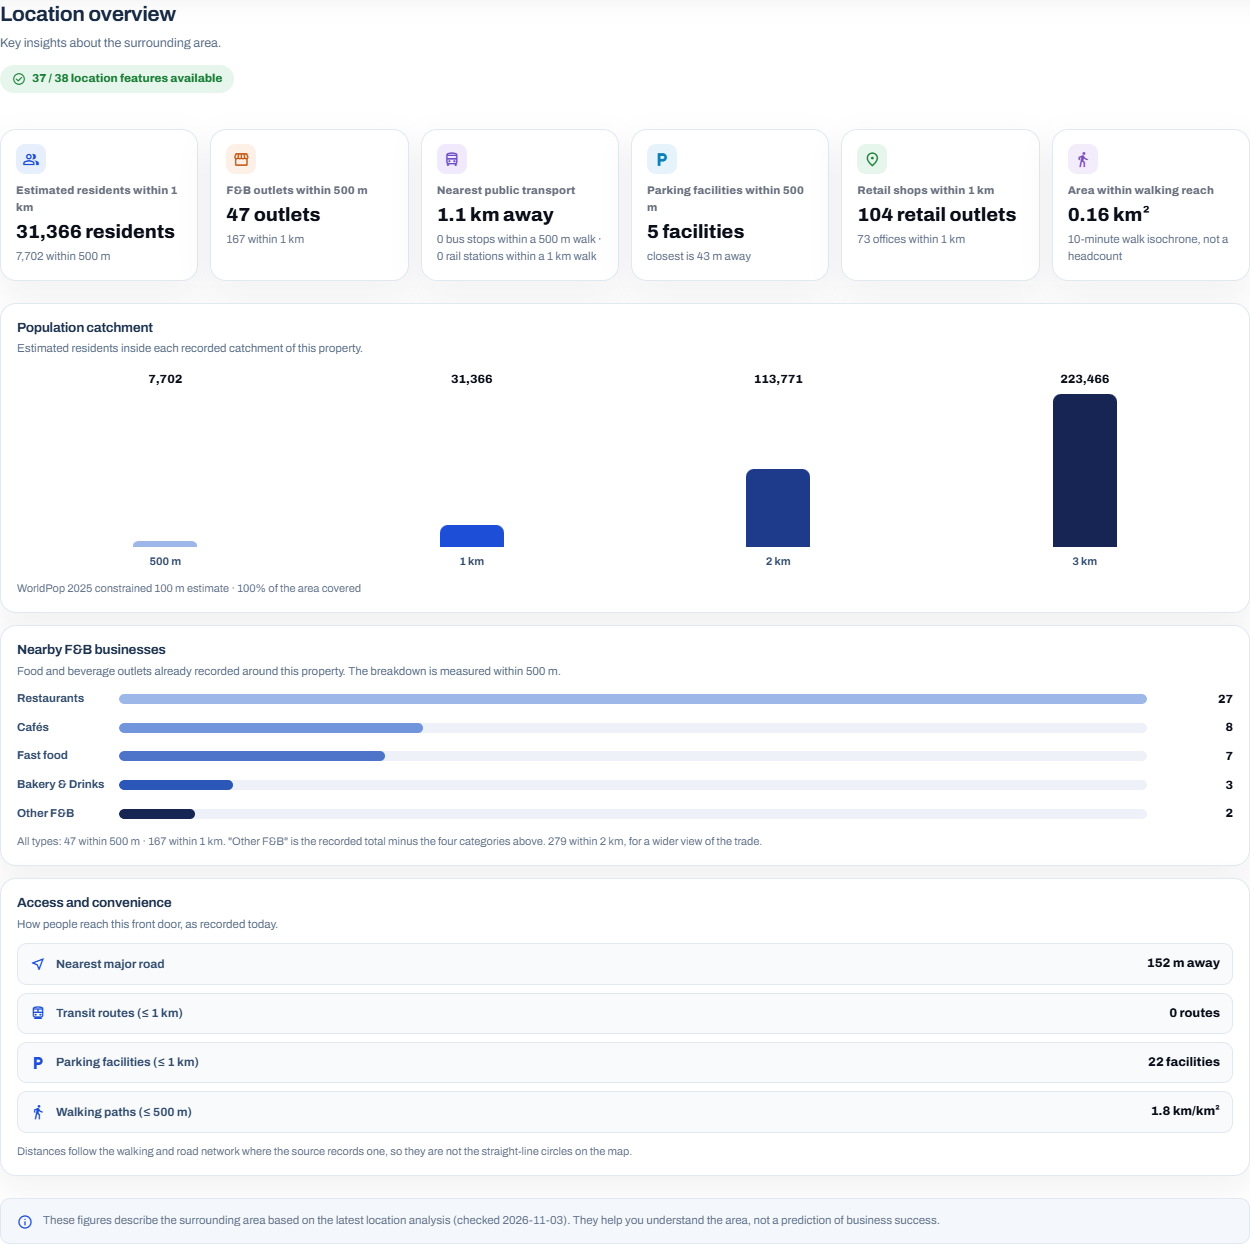 Location overview
Key insights about the surrounding area.
37 / 38 location features available
Estimated residents within 1
km
31,366 residents
7,702 within 500 m
F&B outlets within 500 m
47 outlets
167 within 1 km
Nearest public transport
1.1 km away
0 bus stops within a 500 m walk ·
0 rail stations within a 1 km walk
Parking facilities within 500
m
5 facilities
closest is 43 m away
Retail shops within 1 km
104 retail outlets
73 offices within 1 km
Area within walking reach
0.16 km²
10-minute walk isochrone, not a
headcount
Population catchment
Estimated residents inside each recorded catchment of this property.
7,702
31,366
113,771
223,466
500 m
1 km
2 km
3 km
WorldPop 2025 constrained 100 m estimate · 100% of the area covered
Nearby F&B businesses
Food and beverage outlets already recorded around this property. The breakdown is measured within 500 m.
Restaurants 27
Cafés 8
Fast food 7
Bakery & Drinks 3
Other F&B 2
All types: 47 within 500 m · 167 within 1 km. "Other F&B" is the recorded total minus the four categories above. 279 within 2 km, for a wider view of the trade.
Access and convenience
How people reach this front door, as recorded today.
Nearest major road 152 m away
Transit routes (≤ 1 km) 0 routes
P Parking facilities (≤ 1 km) 22 facilities
Walking paths (≤ 500 m) 1.8 km/km²
Distances follow the walking and road network where the source records one, so they are not the straight-line circles on the map.
These figures describe the surrounding area based on the latest location analysis (checked 2026-11-03). They help you understand the area, not a prediction of business success.